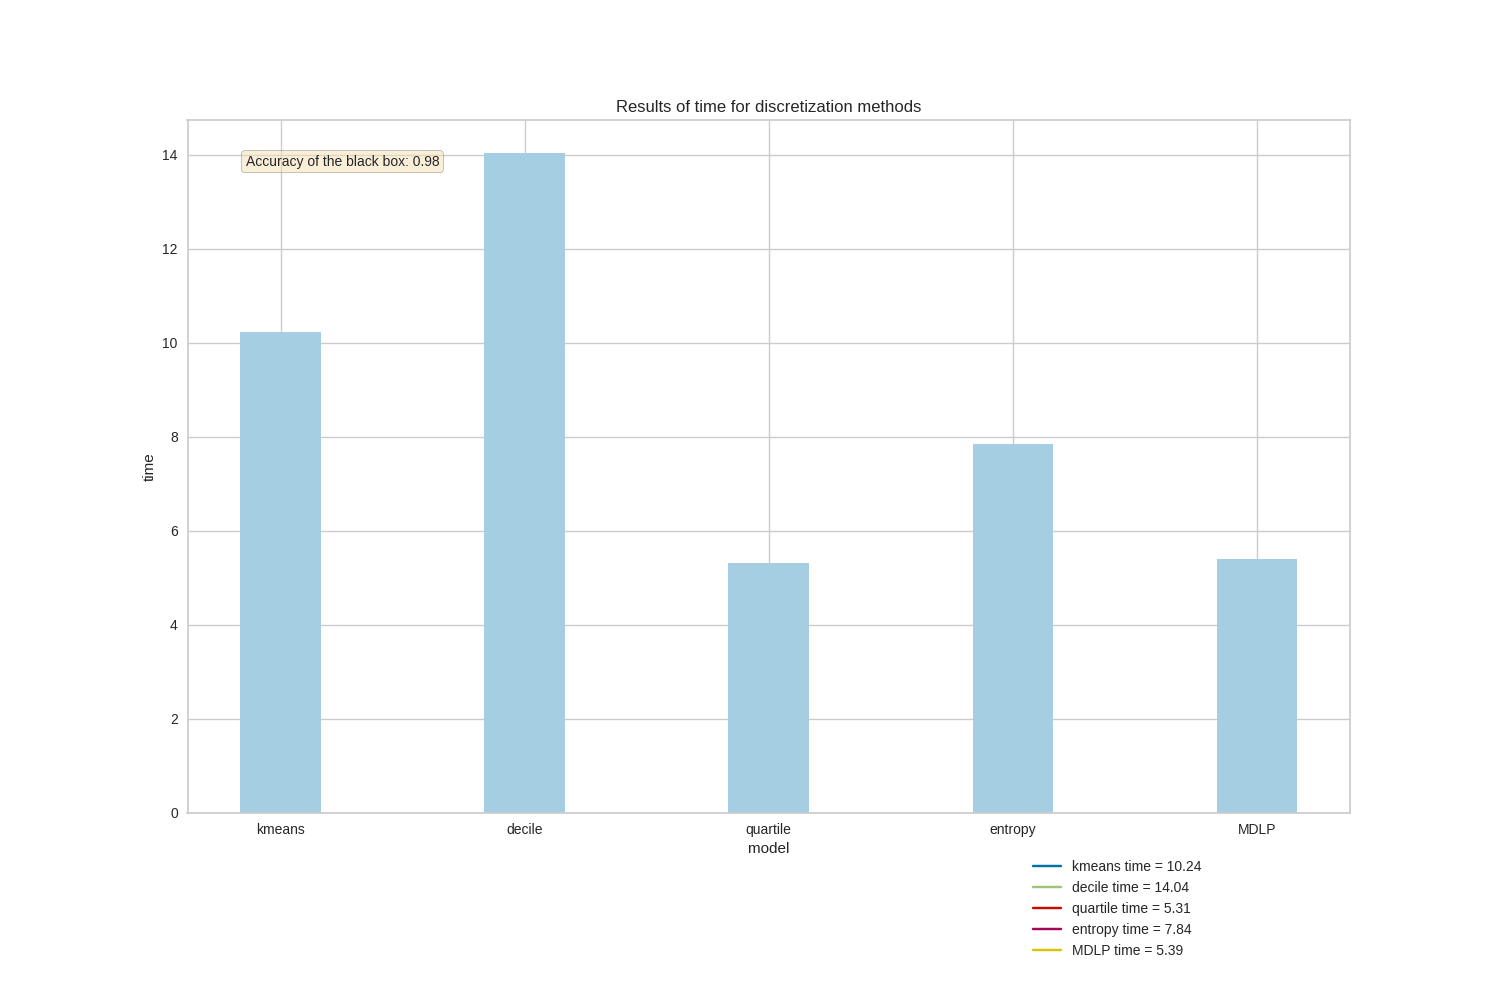 Results of time for discretization methods
Accuracy of the black box: 0.98
14
12
10
8
6
4
2
0
time
kmeans decile quartile entropy MDLP
model
kmeans time = 10.24
decile time = 14.04
quartile time = 5.31
entropy time = 7.84
MDLP time = 5.39